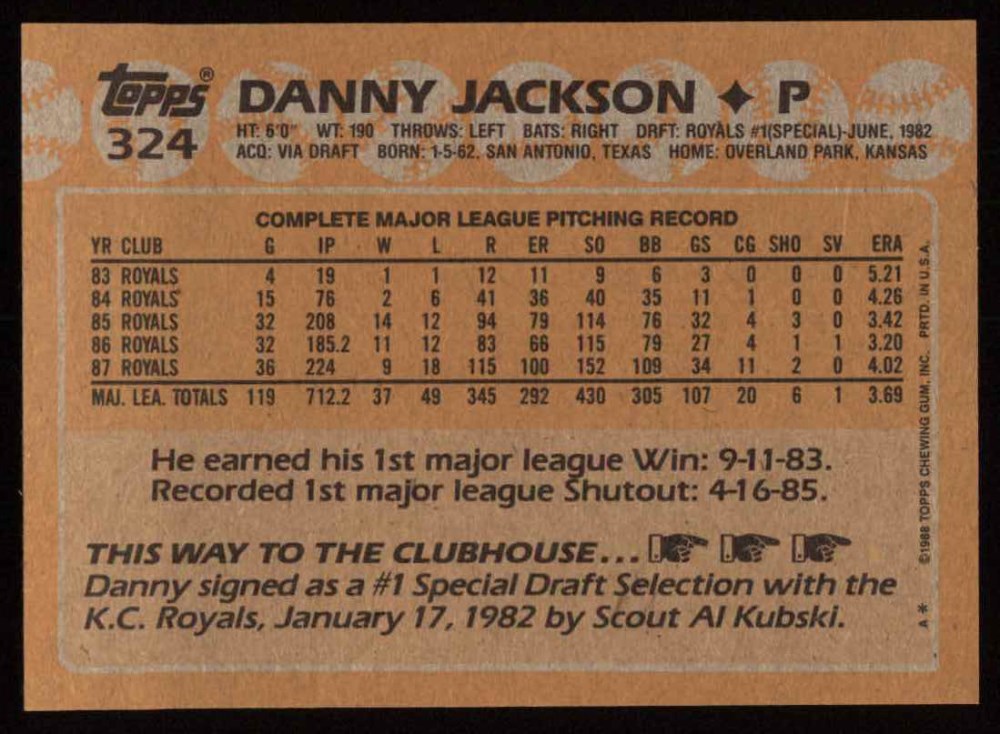 Topps® DANNY JACKSON ✦ P
324
HT: 6'0" WT: 190 THROWS: LEFT BATS: RIGHT DRFT: ROYALS #1(SPECIAL)-JUNE, 1982
ACQ: VIA DRAFT BORN: 1-5-62, SAN ANTONIO, TEXAS HOME: OVERLAND PARK, KANSAS
COMPLETE MAJOR LEAGUE PITCHING RECORD
YR CLUB G IP W L R ER SO BB GS CG SHO SV ERA
83 ROYALS 4 19 1 1 12 11 9 6 3 0 0 0 5.21
84 ROYALS 15 76 2 6 41 36 40 35 11 1 0 0 4.26
85 ROYALS 32 208 14 12 94 79 114 76 32 4 3 0 3.42
86 ROYALS 32 185.2 11 12 83 66 115 79 27 4 1 1 3.20
87 ROYALS 36 224 9 18 115 100 152 109 34 11 2 0 4.02
MAJ. LEA. TOTALS 119 712.2 37 49 345 292 430 305 107 20 6 1 3.69
He earned his 1st major league Win: 9-11-83.
Recorded 1st major league Shutout: 4-16-85.
THIS WAY TO THE CLUBHOUSE...
Danny signed as a #1 Special Draft Selection with the
K.C. Royals, January 17, 1982 by Scout Al Kubski.
A * ©1988 TOPPS CHEWING GUM, INC. PRTD. IN U.S.A.